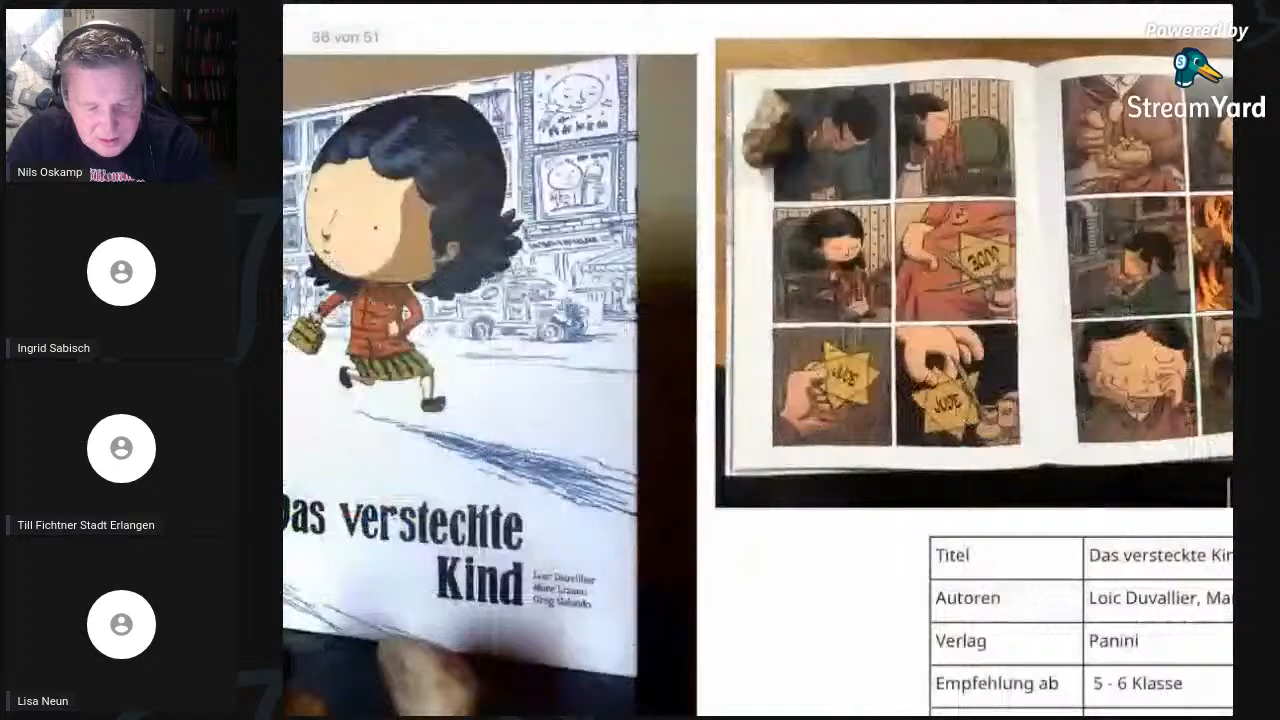 38 von 51
Powered by
StreamYard
Nils Oskamp
Ingrid Sabisch
Till Fichtner Stadt Erlangen
Lisa Neun
Das versteckte
Kind
JUDE
JUDE
JUDE
Titel
Das versteckte Kin
Autoren
Loic Duvallier, Ma
Verlag
Panini
Empfehlung ab
5 - 6 Klasse